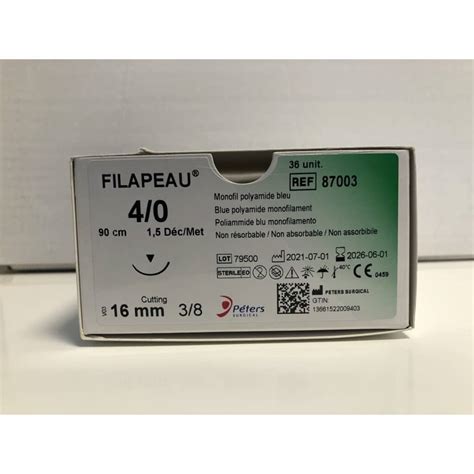 FILAPEAU®
4/0
90 cm 1,5 Déc/Met
V03
Cutting
16 mm 3/8
Péters
SURGICAL
36 unit.
REF 87003
Monofil polyamide bleu
Blue polyamide monofilament
Poliammide blu monofilamento
Non résorbable / Non absorbable / Non assorbibile
LOT 79500 2021-07-01 2026-06-01
STERILE EO 40°C 0459
PETERS SURGICAL
GTIN:
13661522009403